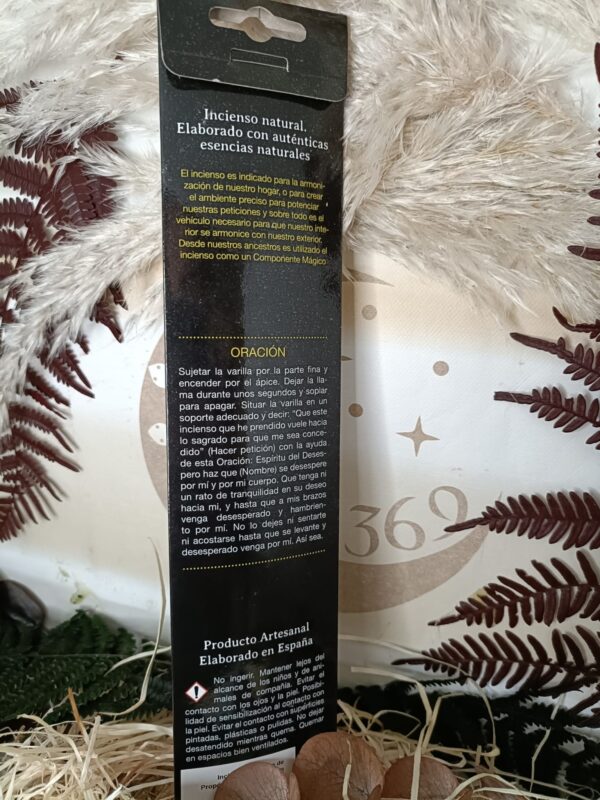 Incienso natural.
Elaborado con auténticas
esencias naturales
El incienso es indicado para la armoni-
zación de nuestro hogar, o para crear
el ambiente preciso para potenciar
nuestras peticiones y sobre todo es el
vehículo necesario para que nuestro inte-
rior se armonice con nuestro exterior.
Desde nuestros ancestros es utilizado el
incienso como un Componente Mágico
ORACIÓN
Sujetar la varilla por la parte fina y
encender por el ápice. Dejar la lla-
ma durante unos segundos y soplar
para apagar. Situar la varilla en un
soporte adecuado y decir: "Que este
incienso que he prendido vuele hacia
lo sagrado para que me sea conce-
dido" (Hacer petición) con la ayuda
de esta Oración: Espíritu del Deses-
pero haz que (Nombre) se desespere
por mí y por mi cuerpo. Que tenga ni
un rato de tranquilidad en su deseo
hacia mí, y hasta que a mis brazos
venga desesperado y hambrien-
to por mí. No lo dejes ni sentarte
ni acostarse hasta que se levante y
desesperado venga por mí. Así sea.
369
Producto Artesanal
Elaborado en España
No ingerir. Mantener lejos del
alcance de los niños y de ani-
males de compañía. Evitar el
contacto con los ojos y la piel. Posibi-
lidad de sensibilización al contacto con
la piel. Evitar el contacto con superficies
pintadas, plásticas o pulidas. No dejar
desatendido mientras quema. Quemar
en espacios bien ventilados.
de